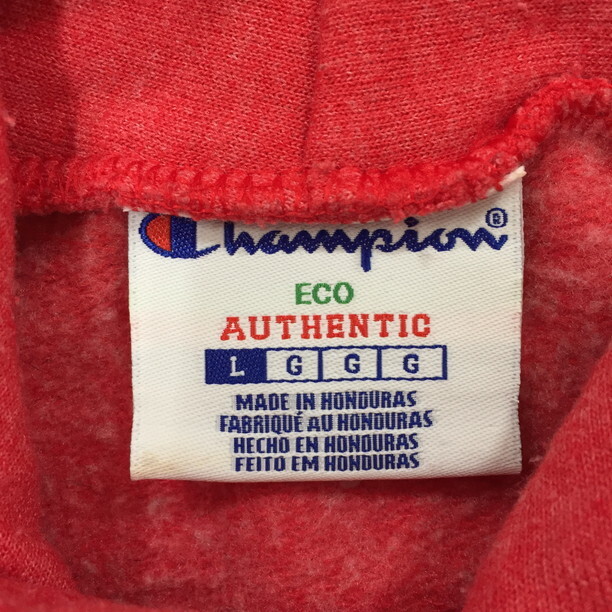 Champion®
ECO
AUTHENTIC
L G G G
MADE IN HONDURAS
FABRIQUÉ AU HONDURAS
HECHO EN HONDURAS
FEITO EM HONDURAS